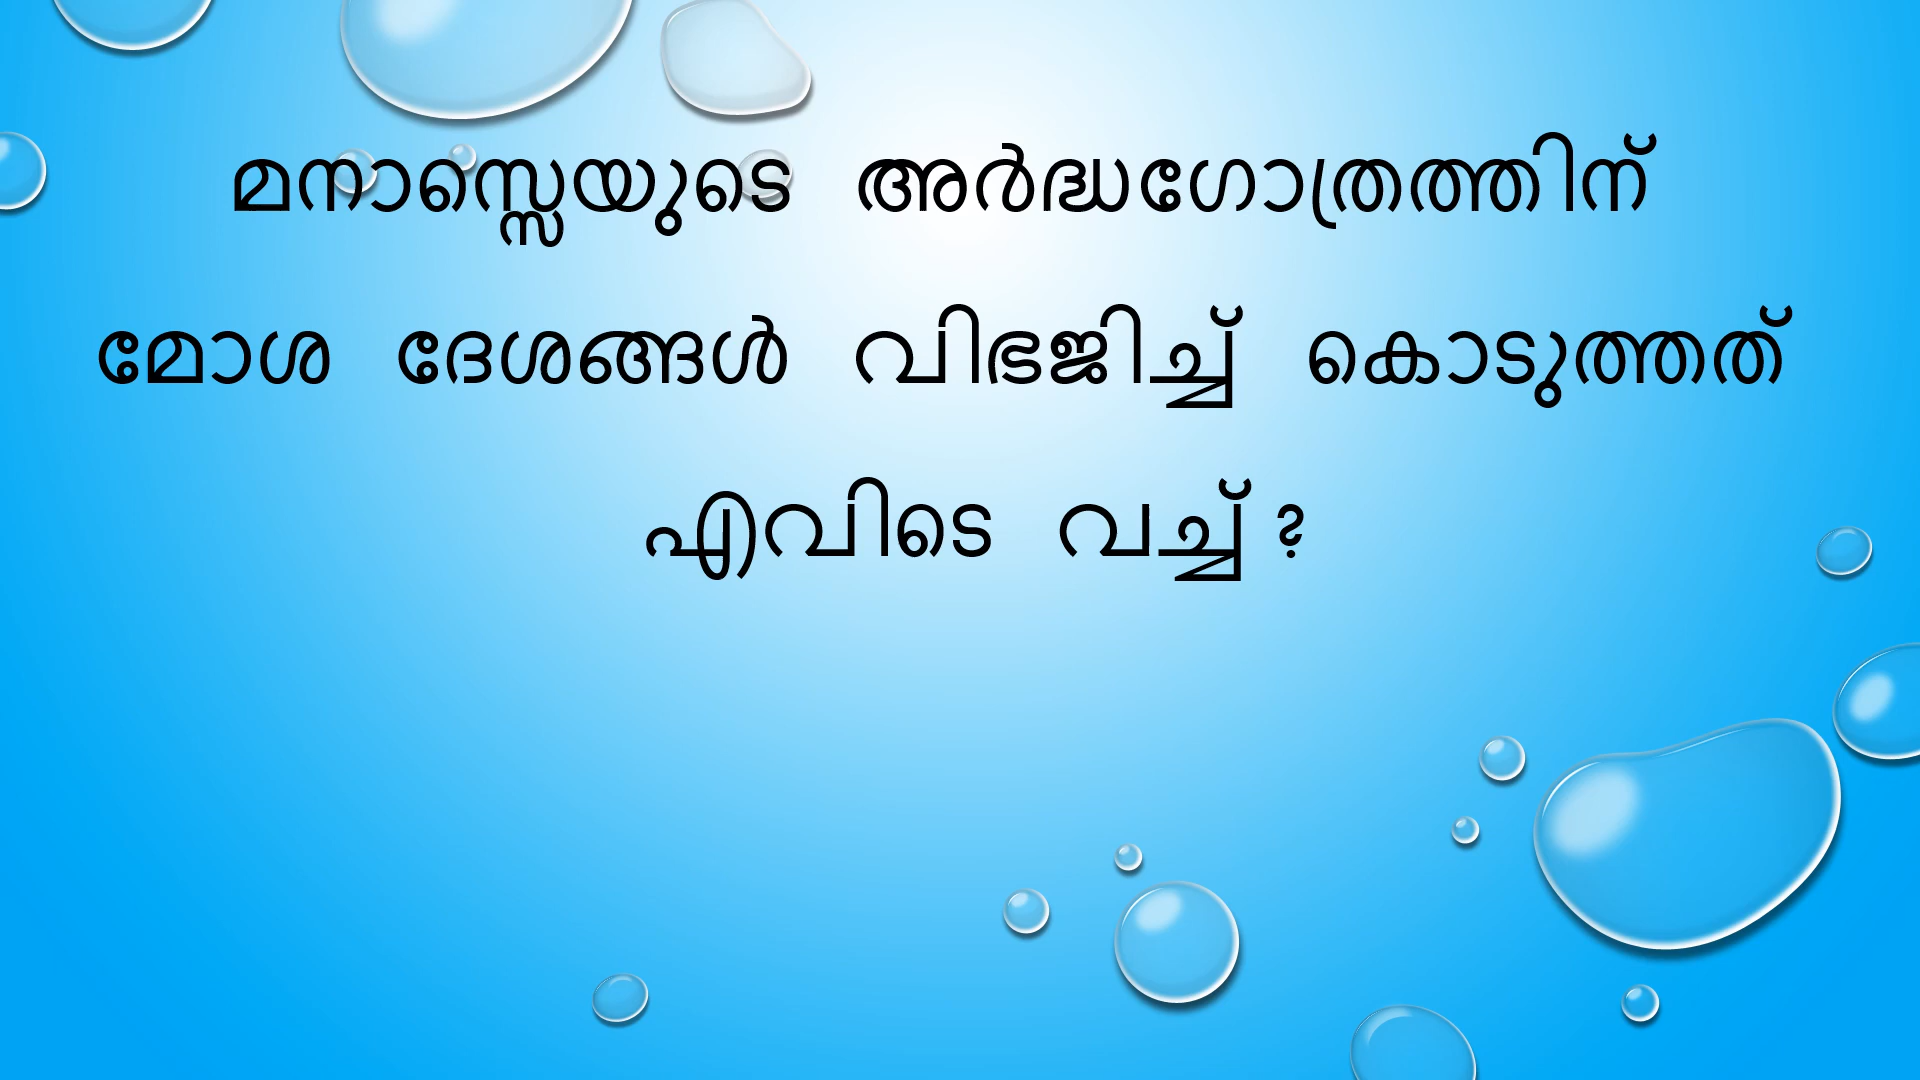 മനാസ്സെയുടെ അർദ്ധഗോത്രത്തിന്
മോശ ദേശങ്ങൾ വിഭജിച്ച് കൊടുത്തത്
എവിടെ വച്ച് ?